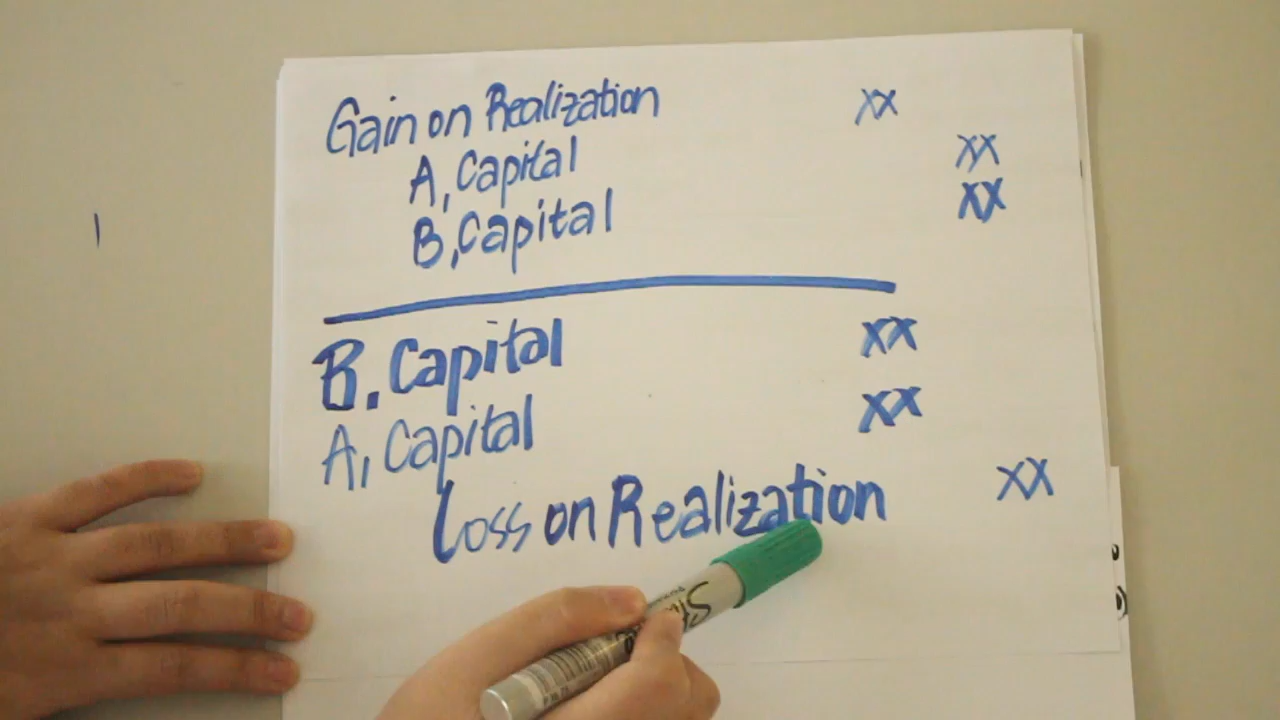 Gain on Realization XX
A, Capital XX
B, Capital XX
B. Capital XX
A, Capital XX
Loss on Realization XX